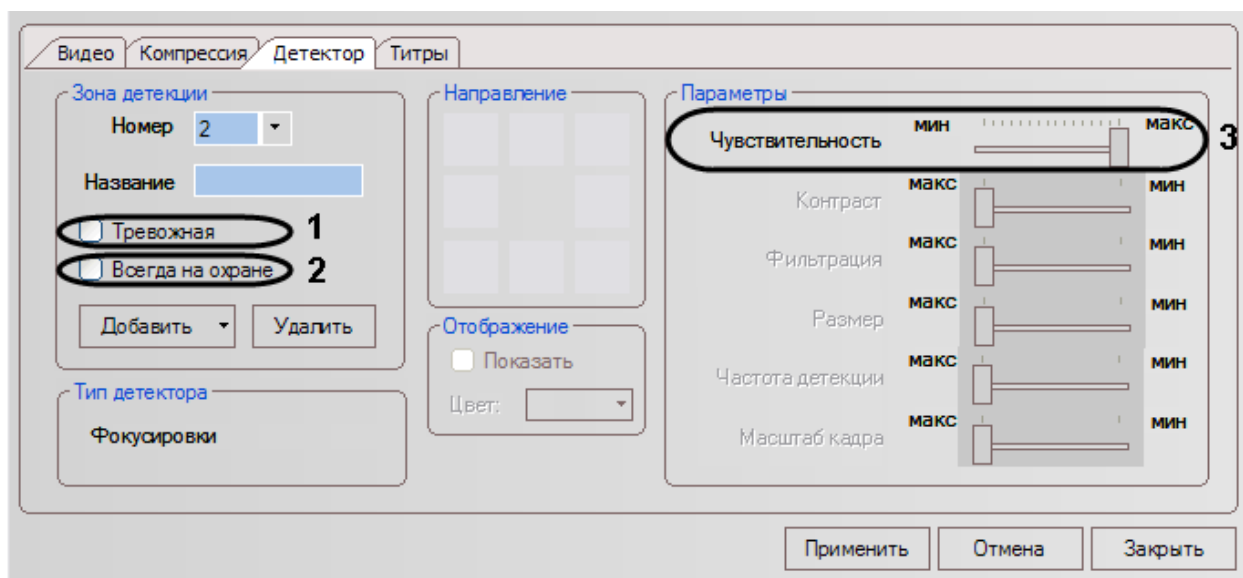 Видео Компрессия Детектор Титры
Зона детекции
Номер 2
Название
Тревожная 1
Всегда на охране 2
Добавить Удалить
Тип детектора
Фокусировки
Направление
Отображение
Показать
Цвет:
Параметры
Чувствительность мин макс 3
Контраст макс мин
Фильтрация макс мин
Размер макс мин
Частота детекции макс мин
Масштаб кадра макс мин
Применить Отмена Закрыть